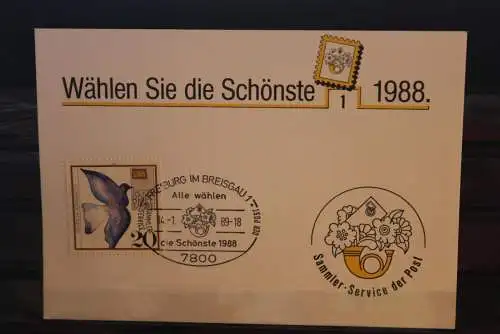 Wählen Sie die Schönste 1 1988.
FREIBURG IM BREISGAU 1
Alle wählen
14.-1. 89-18
die Schönste 1988
7800
20
Sammler-Service der Post